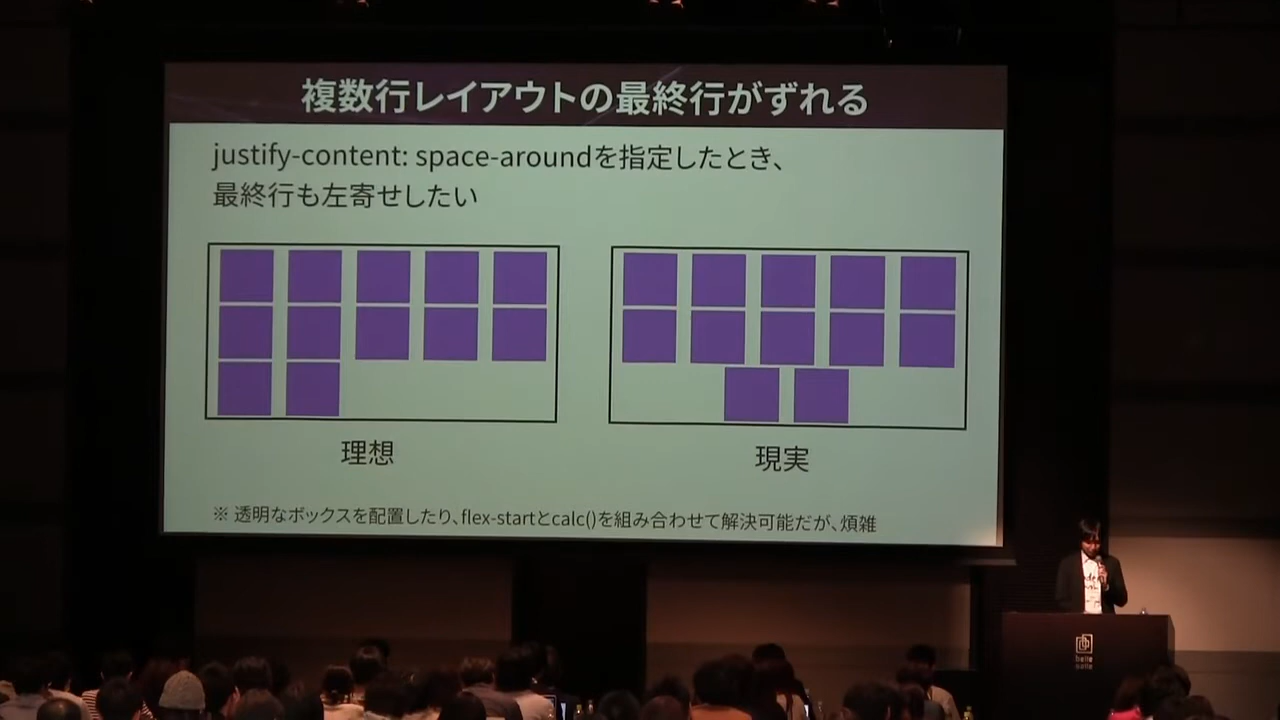 複数行レイアウトの最終行がずれる
justify-content: space-aroundを指定したとき、
最終行も左寄せしたい
理想
現実
※ 透明なボックスを配置したり、flex-startとcalc()を組み合わせて解決可能だが、煩雑
belle
salle